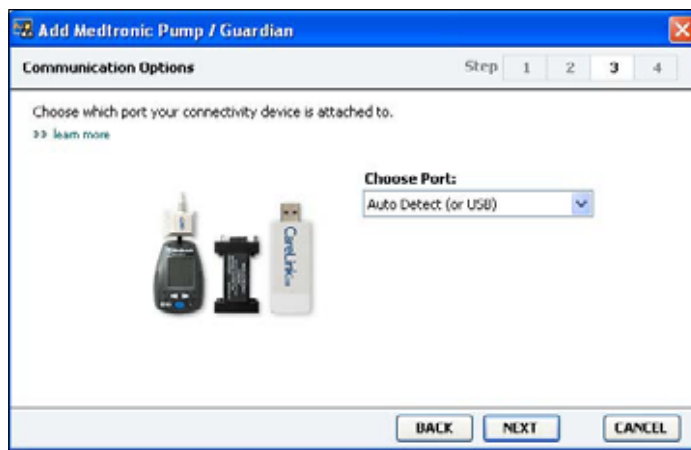 Add Medtronic Pump / Guardian
Communication Options
Step 1 2 3 4
Choose which port your connectivity device is attached to.
>> learn more
Choose Port:
Auto Detect (or USB)
CareLink
BACK NEXT CANCEL